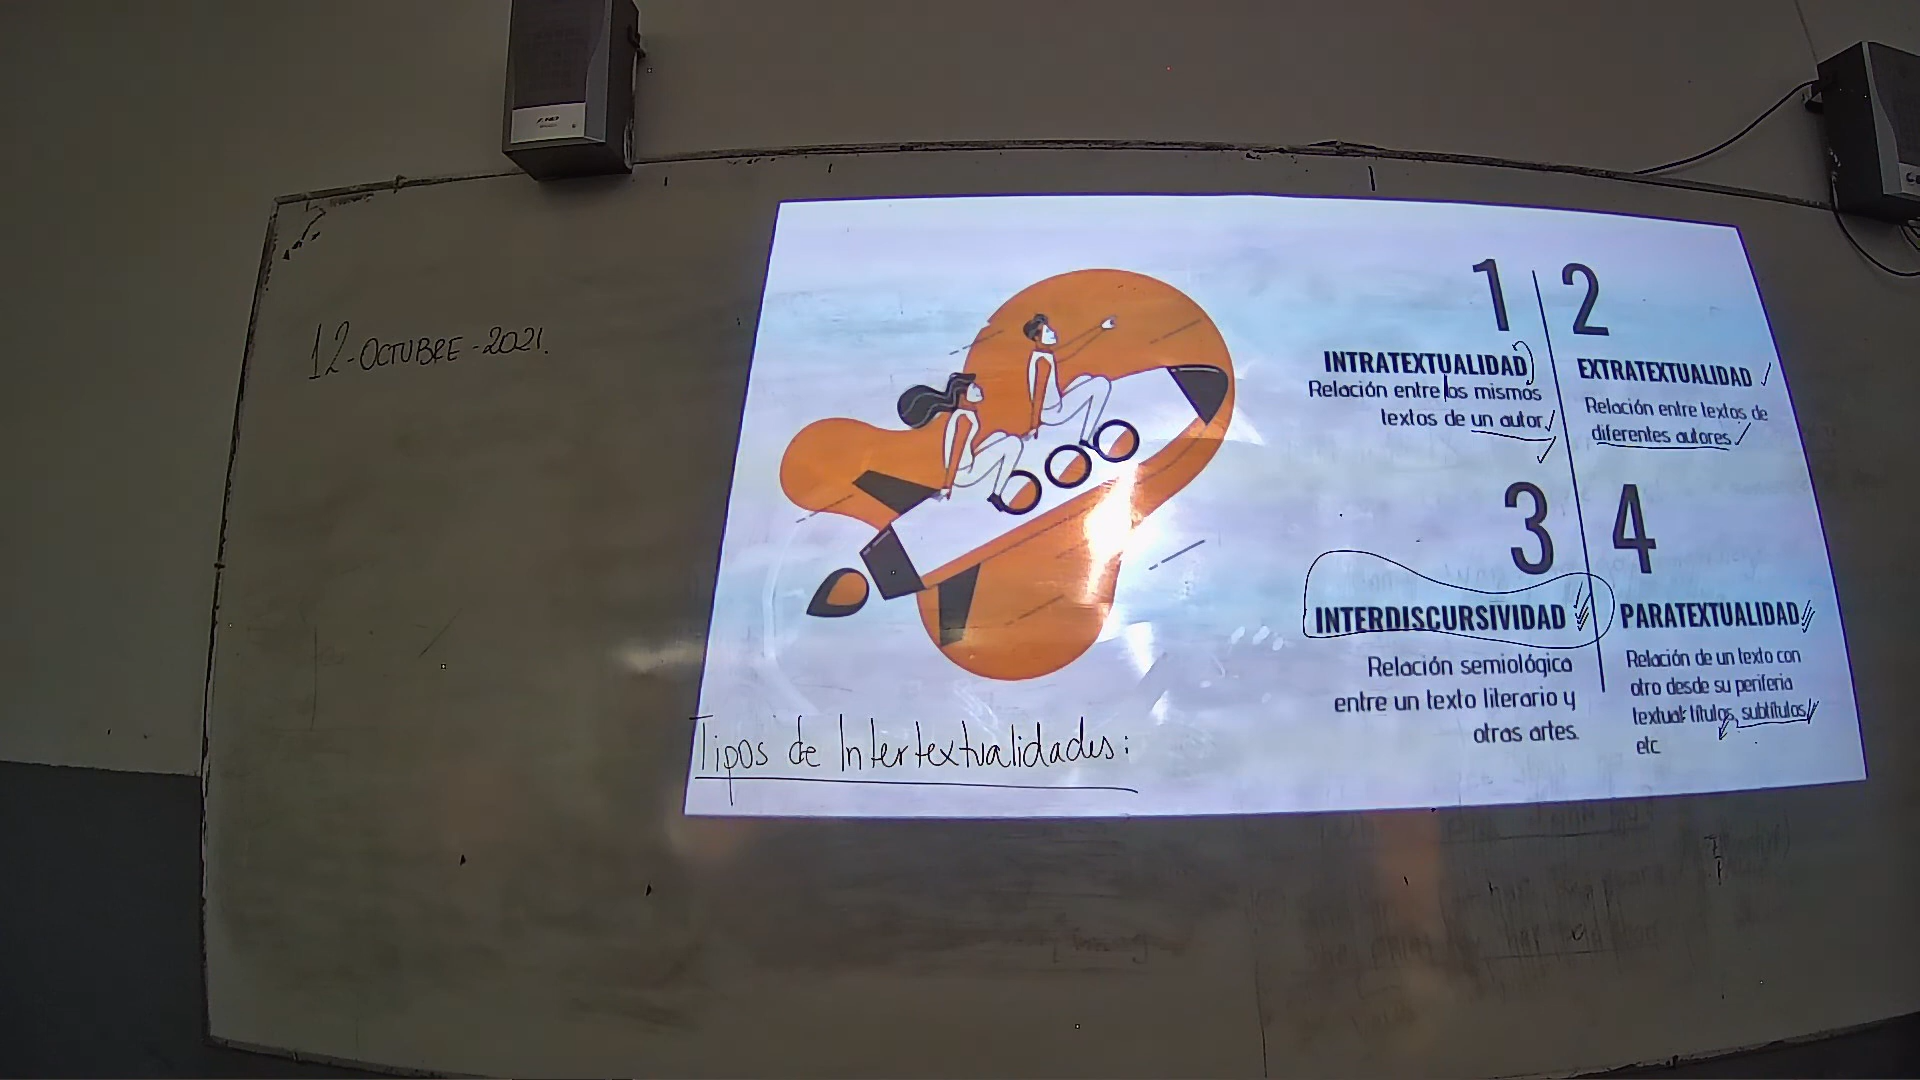 12-OCTUBRE-2021.
1
INTRATEXTUALIDAD
Relación entre los mismos
textos de un autor
2
EXTRATEXTUALIDAD
Relación entre textos de
diferentes autores
3
INTERDISCURSIVIDAD
Relación semiológica
entre un texto literario y
otras artes.
4
PARATEXTUALIDAD
Relación de un texto con
otro desde su periferia
textual: títulos, subtítulos,
etc
Tipos de Intertextualidades: